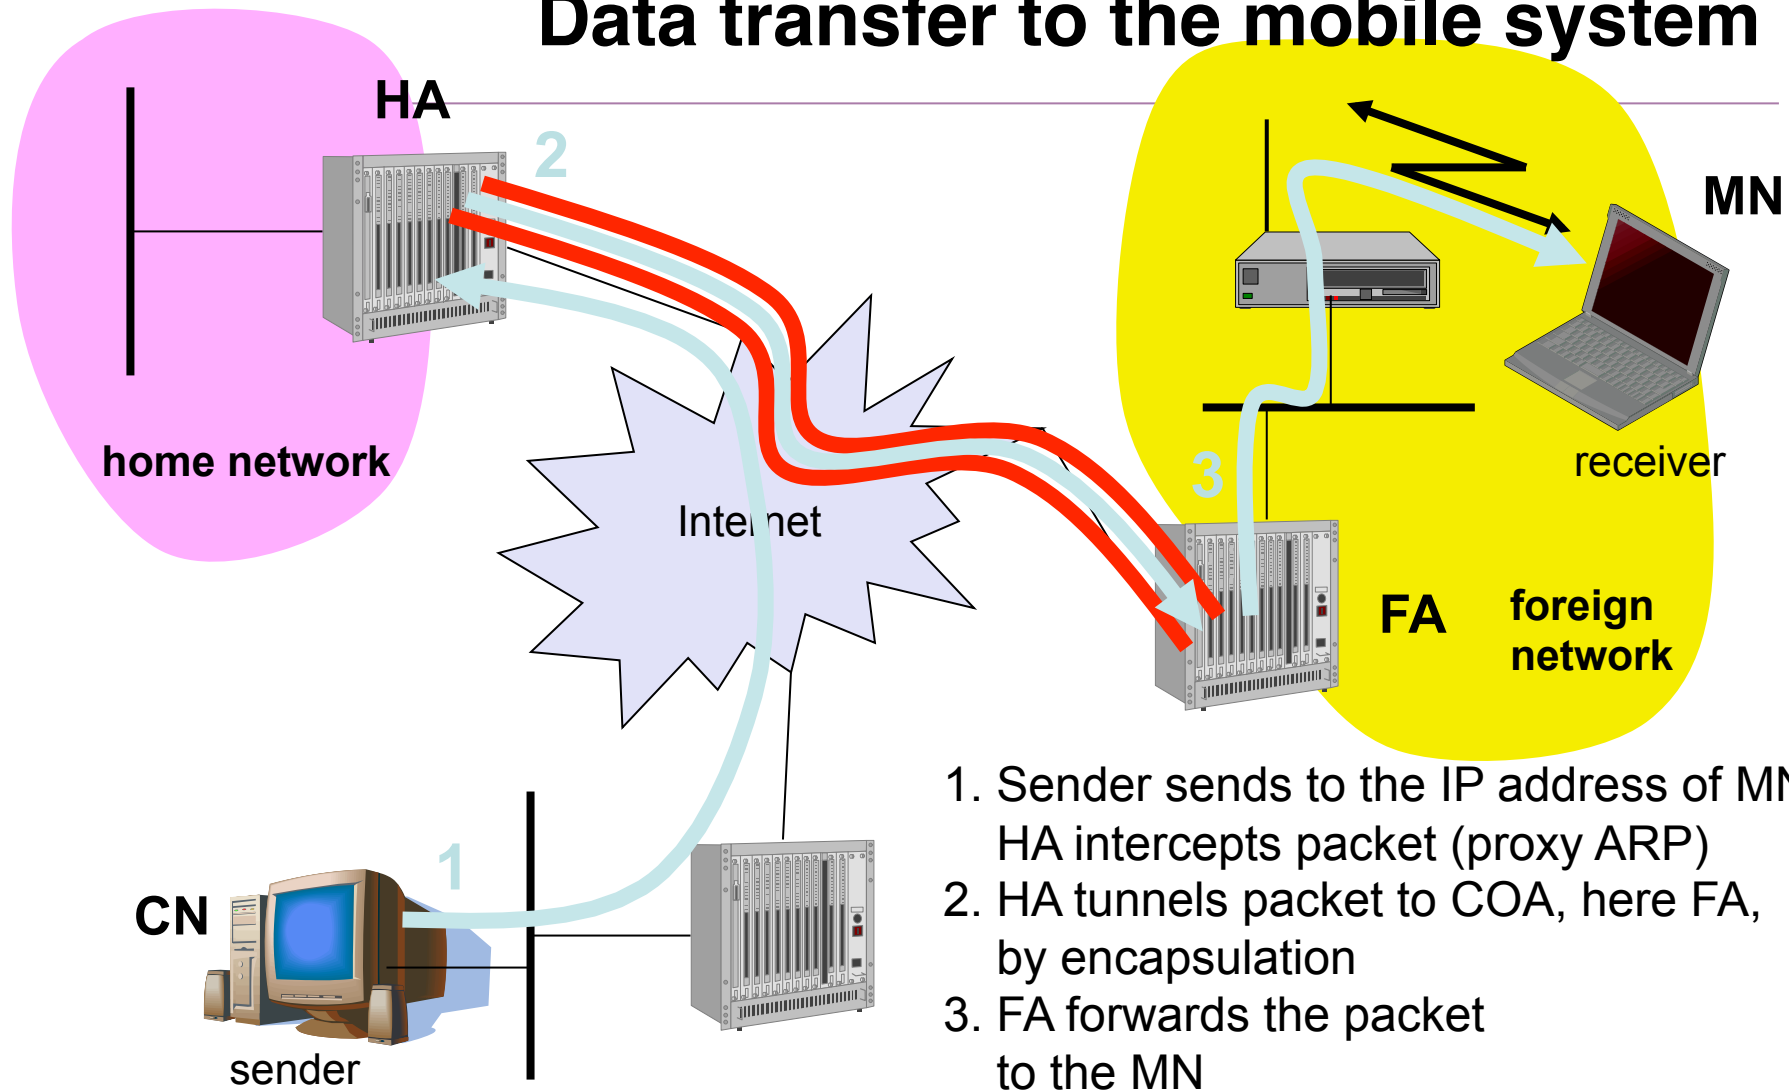 Data transfer to the mobile system
HA
2
MN
home network
Internet
3
receiver
FA
foreign
network
1
CN
sender
1. Sender sends to the IP address of MN
HA intercepts packet (proxy ARP)
2. HA tunnels packet to COA, here FA,
by encapsulation
3. FA forwards the packet
to the MN